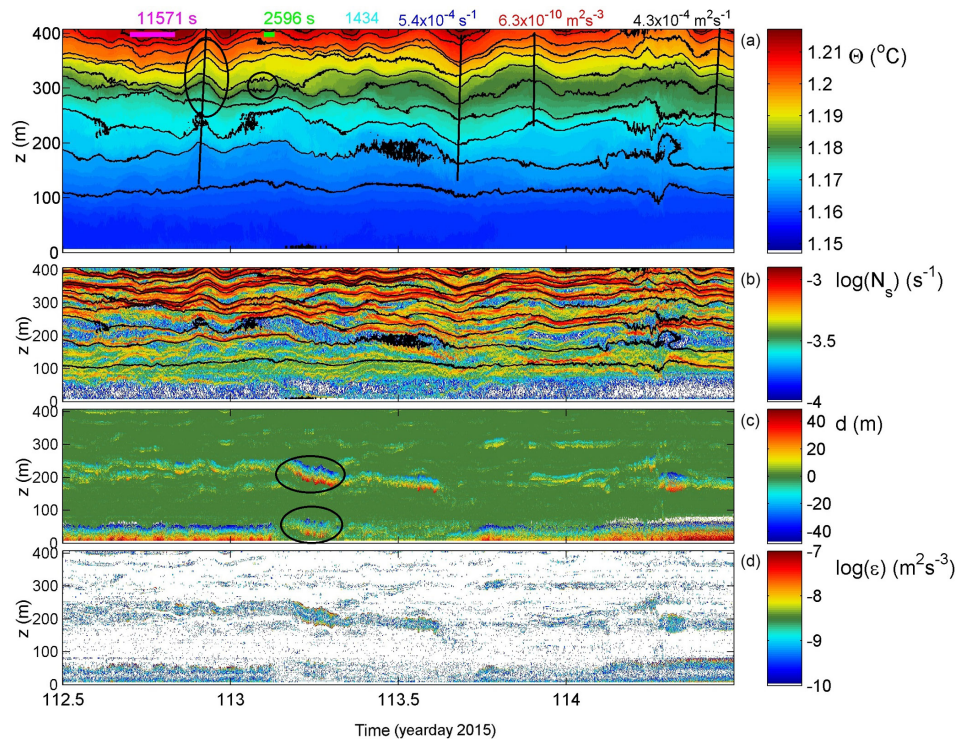 11571 s 2596 s 1434 5.4x10⁻⁴ s⁻¹ 6.3x10⁻¹⁰ m²s⁻³ 4.3x10⁻⁴ m²s⁻¹
400
300
200
100
0
z (m)
(a)
1.21
1.2
1.19
1.18
1.17
1.16
1.15
Θ (°C)
400
300
200
100
0
z (m)
(b)
-3
-3.5
-4
log(Nₛ) (s⁻¹)
400
300
200
100
0
z (m)
(c)
40
20
0
-20
-40
d (m)
400
300
200
100
0
z (m)
(d)
-7
-8
-9
-10
log(ε) (m²s⁻³)
112.5 113 113.5 114
Time (yearday 2015)